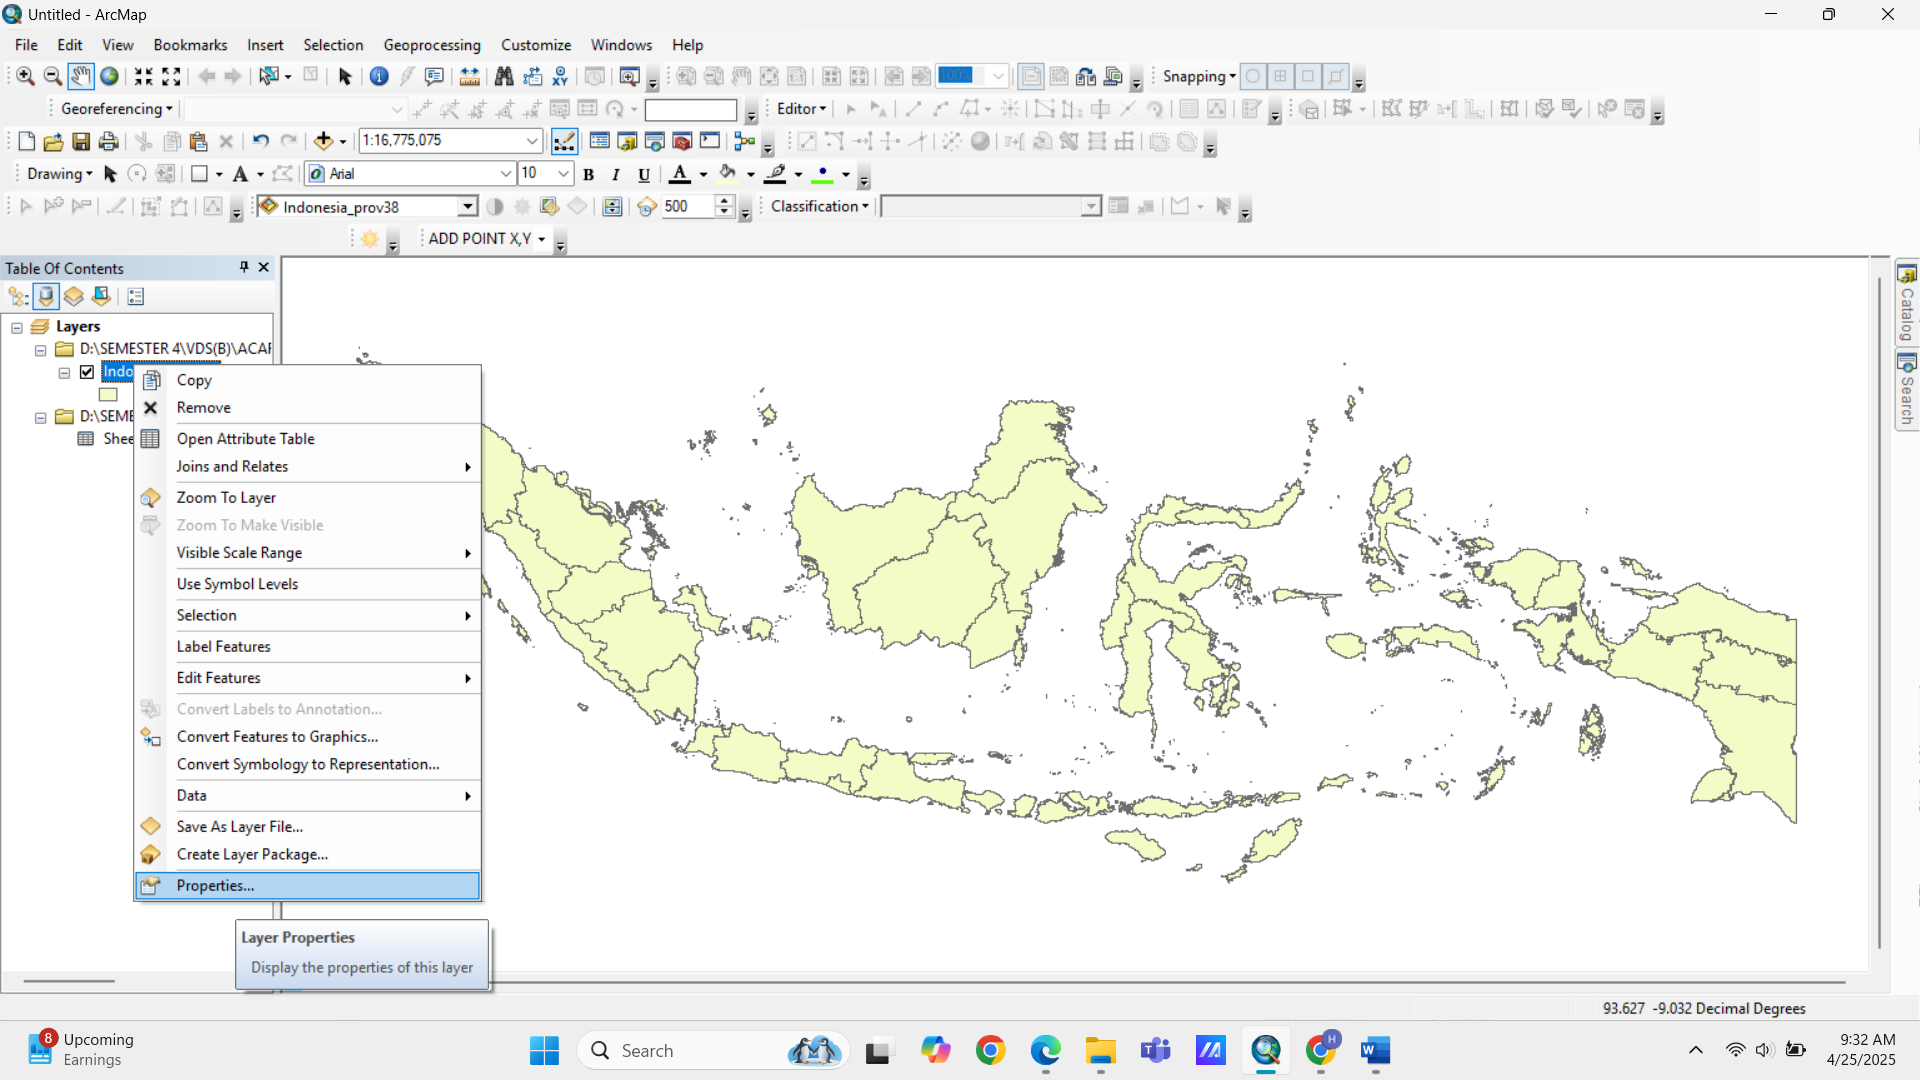 Untitled - ArcMap
File Edit View Bookmarks Insert Selection Geoprocessing Customize Windows Help
100% Snapping
Georeferencing Editor
1:16,775,075
Drawing A Arial 10 B I U A
Indonesia_prov38 500 Classification
ADD POINT X,Y
Table Of Contents
Layers
D:\SEMESTER 4\VDS(B)\ACAF
Indo
D:\SEME
Shee
Copy
Remove
Open Attribute Table
Joins and Relates
Zoom To Layer
Zoom To Make Visible
Visible Scale Range
Use Symbol Levels
Selection
Label Features
Edit Features
Convert Labels to Annotation...
Convert Features to Graphics...
Convert Symbology to Representation...
Data
Save As Layer File...
Create Layer Package...
Properties...
Layer Properties
Display the properties of this layer
Catalog
Search
93.627 -9.032 Decimal Degrees
8
Upcoming
Earnings
Search
H
9:32 AM
4/25/2025